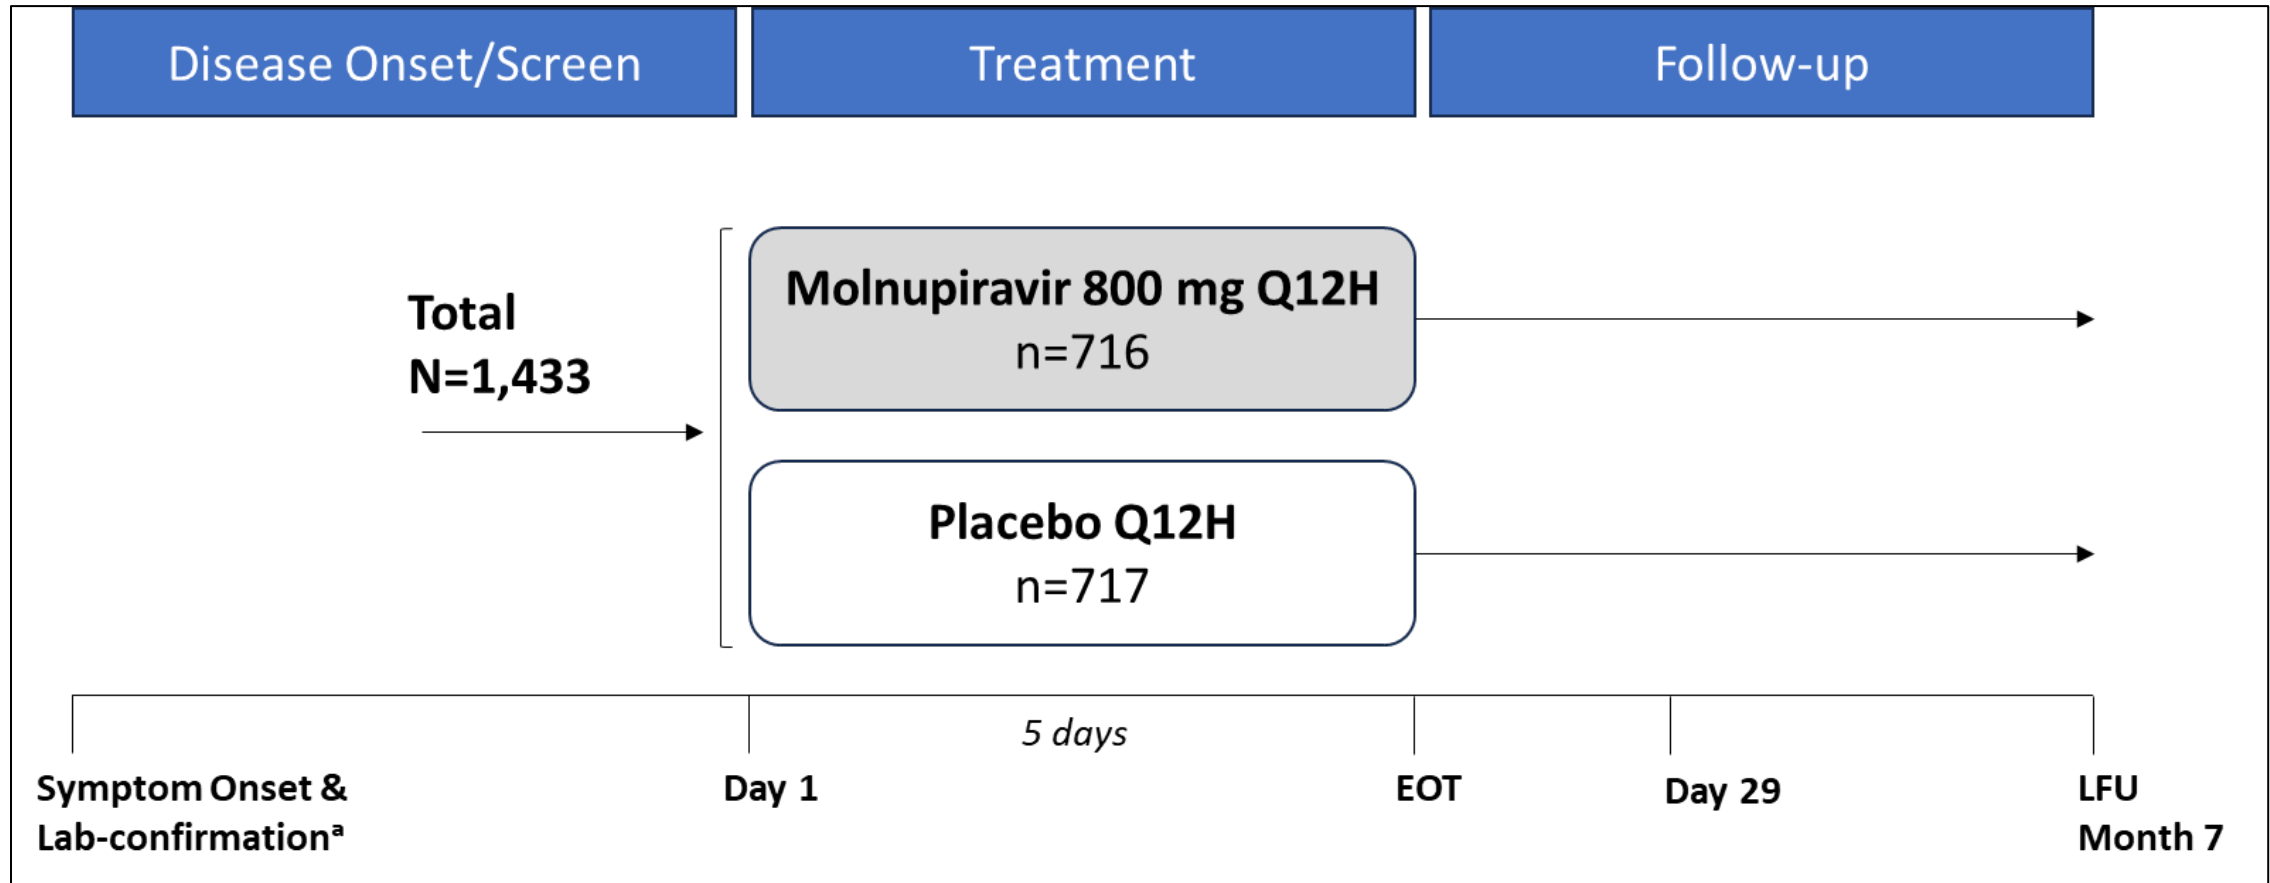 Disease Onset/Screen
Treatment
Follow-up
Total
N=1,433
Molnupiravir 800 mg Q12H
n=716
Placebo Q12H
n=717
5 days
Symptom Onset &
Lab-confirmationᵃ
Day 1
EOT
Day 29
LFU
Month 7